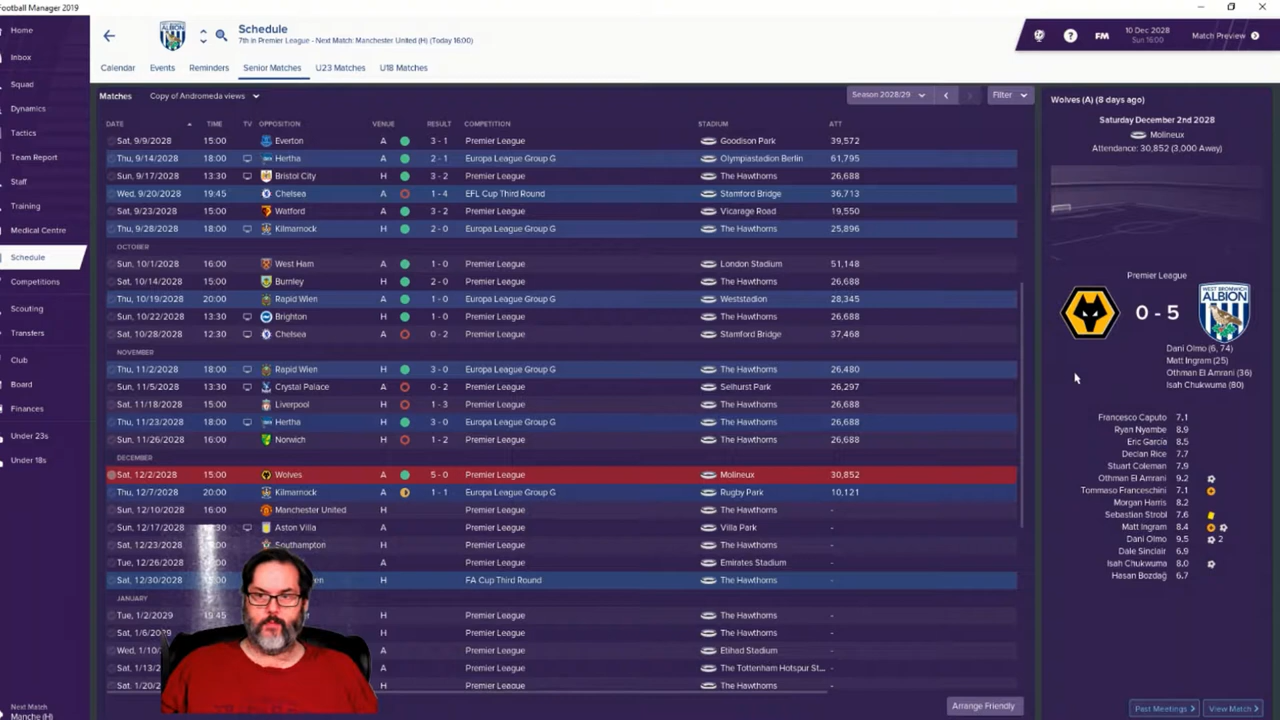 Football Manager 2019
Home
Inbox
Squad
Dynamics
Tactics
Team Report
Staff
Training
Medical Centre
Schedule
Competitions
Scouting
Transfers
Club
Board
Finances
Under 23s
Under 18s
Next Match
Manche (H)
Schedule
7th in Premier League - Next Match: Manchester United (H) (Today 16:00)
FM
10 Dec 2028
Sun 16:00
Match Preview
Calendar Events Reminders Senior Matches U23 Matches U18 Matches
Matches Copy of Andromeda views Season 2028/29 Filter
DATE TIME TV OPPOSITION VENUE RESULT COMPETITION STADIUM ATT
Sat, 9/9/2028 15:00 Everton A 3 - 1 Premier League Goodison Park 39,572
Thu, 9/14/2028 18:00 Hertha A 2 - 1 Europa League Group G Olympiastadion Berlin 61,795
Sun, 9/17/2028 13:30 Bristol City H 3 - 2 Premier League The Hawthorns 26,688
Wed, 9/20/2028 19:45 Chelsea A 1 - 4 EFL Cup Third Round Stamford Bridge 36,713
Sat, 9/23/2028 15:00 Watford A 3 - 2 Premier League Vicarage Road 19,550
Thu, 9/28/2028 18:00 Kilmarnock H 2 - 0 Europa League Group G The Hawthorns 25,896
OCTOBER
Sun, 10/1/2028 16:00 West Ham A 1 - 0 Premier League London Stadium 51,148
Sat, 10/14/2028 15:00 Burnley H 2 - 0 Premier League The Hawthorns 26,688
Thu, 10/19/2028 20:00 Rapid Wien A 1 - 0 Europa League Group G Weststadion 28,345
Sun, 10/22/2028 13:30 Brighton H 1 - 0 Premier League The Hawthorns 26,688
Sat, 10/28/2028 12:30 Chelsea A 0 - 2 Premier League Stamford Bridge 37,468
NOVEMBER
Thu, 11/2/2028 18:00 Rapid Wien H 3 - 0 Europa League Group G The Hawthorns 26,480
Sun, 11/5/2028 13:30 Crystal Palace A 0 - 2 Premier League Selhurst Park 26,297
Sat, 11/18/2028 15:00 Liverpool H 1 - 3 Premier League The Hawthorns 26,688
Thu, 11/23/2028 18:00 Hertha H 3 - 0 Europa League Group G The Hawthorns 26,688
Sun, 11/26/2028 16:00 Norwich H 1 - 2 Premier League The Hawthorns 26,688
DECEMBER
Sat, 12/2/2028 15:00 Wolves A 5 - 0 Premier League Molineux 30,852
Thu, 12/7/2028 20:00 Kilmarnock A 1 - 1 Europa League Group G Rugby Park 10,121
Sun, 12/10/2028 16:00 Manchester United H Premier League The Hawthorns -
Sun, 12/17/2028 Aston Villa A Premier League Villa Park -
Sat, 12/23/2028 Southampton H Premier League The Hawthorns -
Tue, 12/26/2028 A Premier League Emirates Stadium -
Sat, 12/30/2028 H FA Cup Third Round The Hawthorns -
JANUARY
Tue, 1/2/2029 19:45 H Premier League The Hawthorns -
Sat, 1/6/20 H Premier League The Hawthorns -
Wed, 1/10/ A Premier League Etihad Stadium -
Sat, 1/13/ A Premier League The Tottenham Hotspur St... -
Sat, 1/20/ H Premier League The Hawthorns -
Arrange Friendly
Wolves (A) (8 days ago)
Saturday December 2nd 2028
Molineux
Attendance: 30,852 (3,000 Away)
Premier League
0 - 5
WEST BROMWICH
ALBION
Dani Olmo (6, 74)
Matt Ingram (25)
Othman El Amrani (36)
Isah Chukwuma (80)
Francesco Caputo 7.1
Ryan Nyambe 8.9
Eric García 8.5
Declan Rice 7.7
Stuart Coleman 7.9
Othman El Amrani 9.2
Tommaso Franceschini 7.1
Morgan Harris 8.2
Sebastian Strobl 7.6
Matt Ingram 8.4
Dani Olmo 9.5 2
Dale Sinclair 6.9
Isah Chukwuma 8.0
Hasan Bozdağ 6.7
Past Meetings View Match